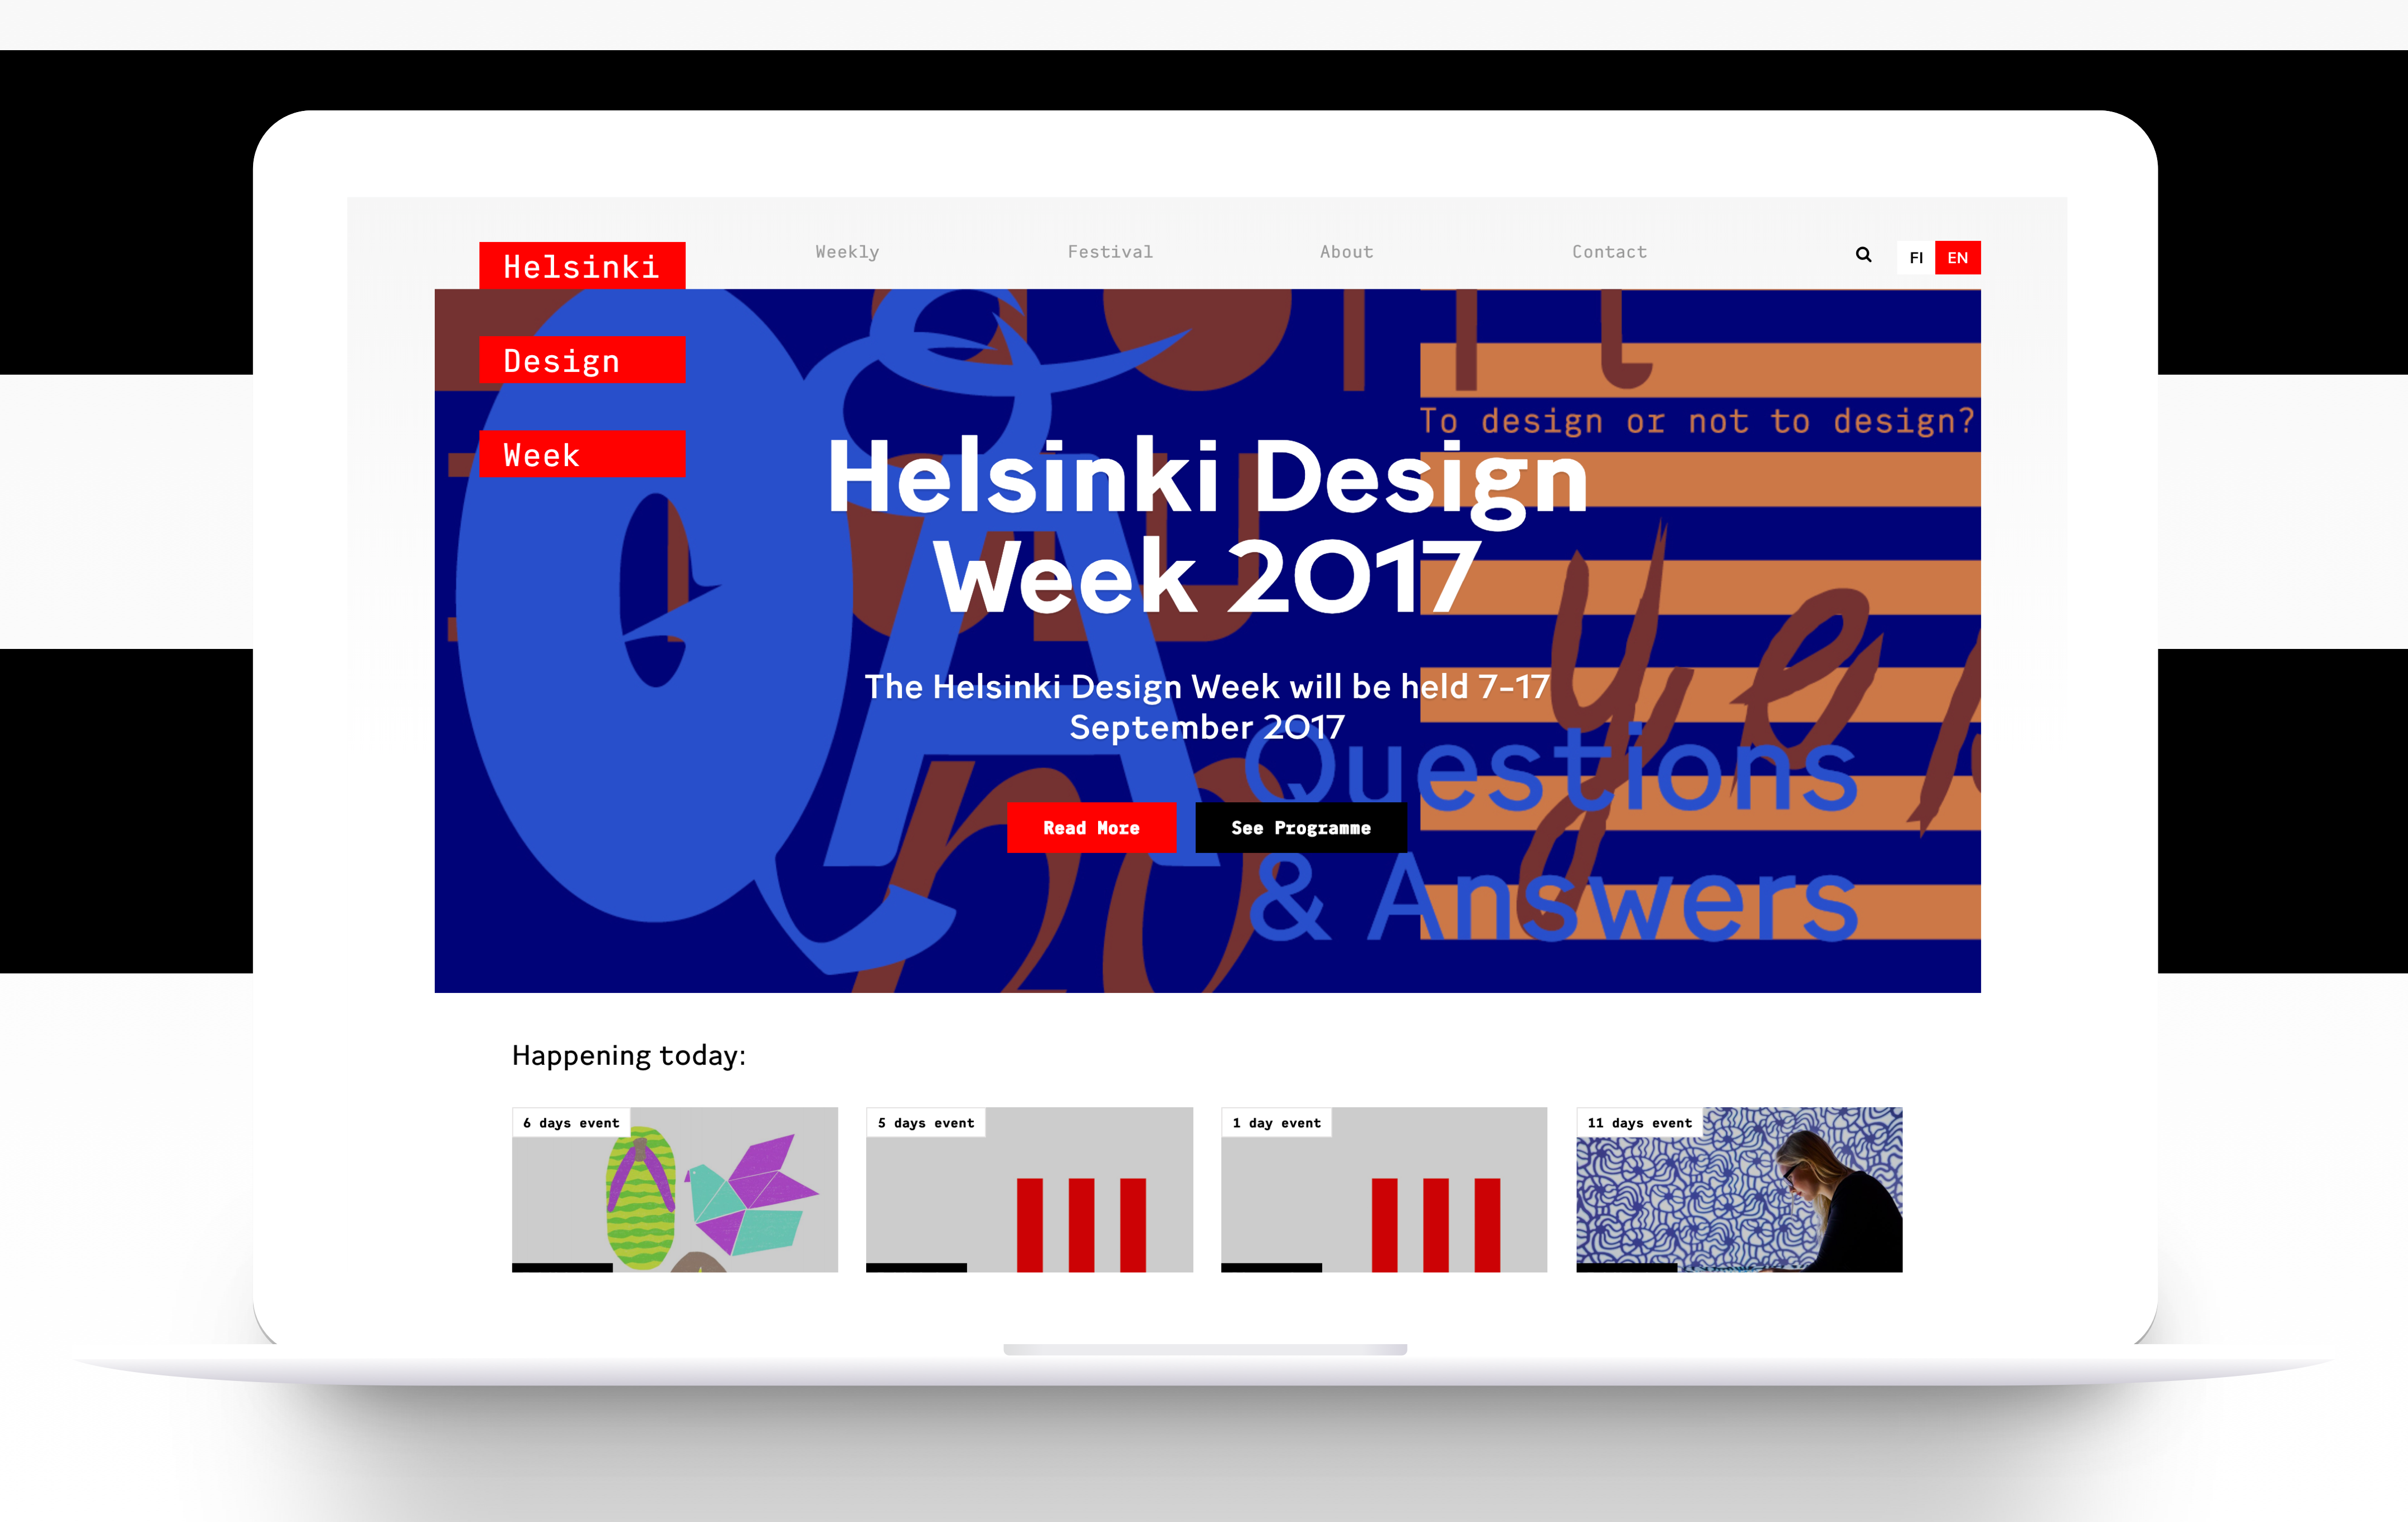 Helsinki
Design
Week
Weekly
Festival
About
Contact
FI
EN
To design or not to design?
Helsinki Design
Week 2017
The Helsinki Design Week will be held 7-17
September 2017
Questions
& Answers
Read More
See Programme
no
Happening today:
6 days event
5 days event
1 day event
11 days event